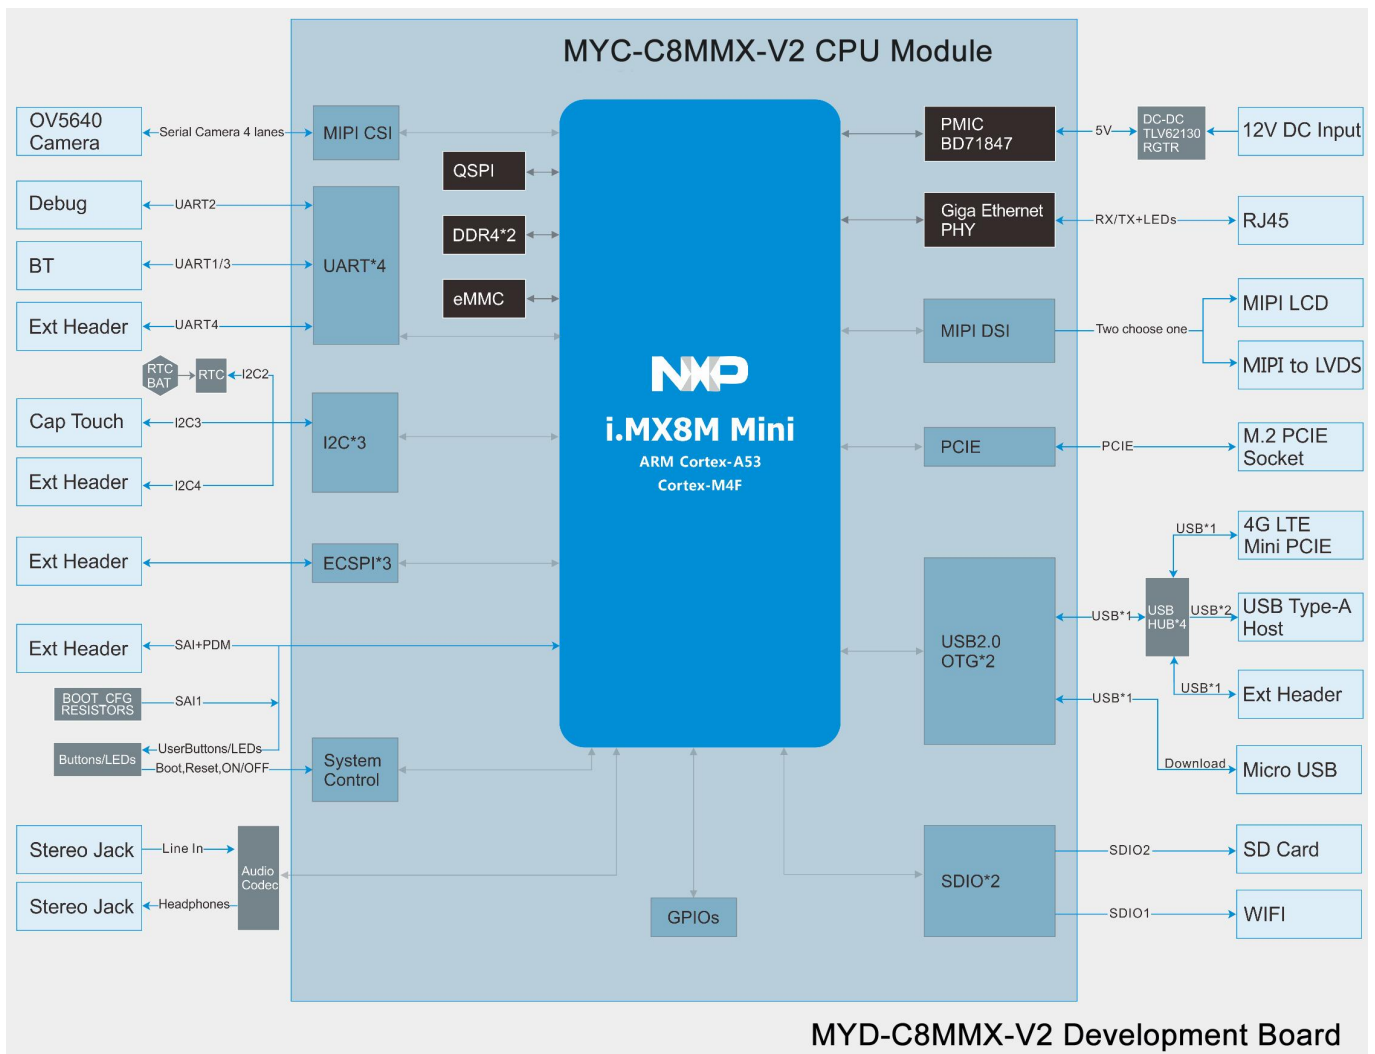 MYC-C8MMX-V2 CPU Module
OV5640
Camera
Serial Camera 4 lanes
MIPI CSI
Debug
UART2
BT
UART1/3
UART*4
Ext Header
UART4
RTC
BAT
RTC
I2C2
Cap Touch
I2C3
I2C*3
Ext Header
I2C4
Ext Header
ECSPI*3
Ext Header
SAI+PDM
BOOT_CFG
RESISTORS
SAI1
Buttons/LEDs
UserButtons/LEDs
Boot,Reset,ON/OFF
System
Control
Stereo Jack
Line In
Audio
Codec
Stereo Jack
Headphones
QSPI
DDR4*2
eMMC
NXP
i.MX8M Mini
ARM Cortex-A53
Cortex-M4F
GPIOs
PMIC
BD71847
5V
DC-DC
TLV62130
RGTR
12V DC Input
Giga Ethernet
PHY
RX/TX+LEDs
RJ45
MIPI DSI
Two choose one
MIPI LCD
MIPI to LVDS
PCIE
PCIE
M.2 PCIE
Socket
USB2.0
OTG*2
USB*1
USB
HUB*4
USB*1
4G LTE
Mini PCIE
USB*2
USB Type-A
Host
USB*1
Ext Header
USB*1
Download
Micro USB
SDIO*2
SDIO2
SD Card
SDIO1
WIFI
MYD-C8MMX-V2 Development Board